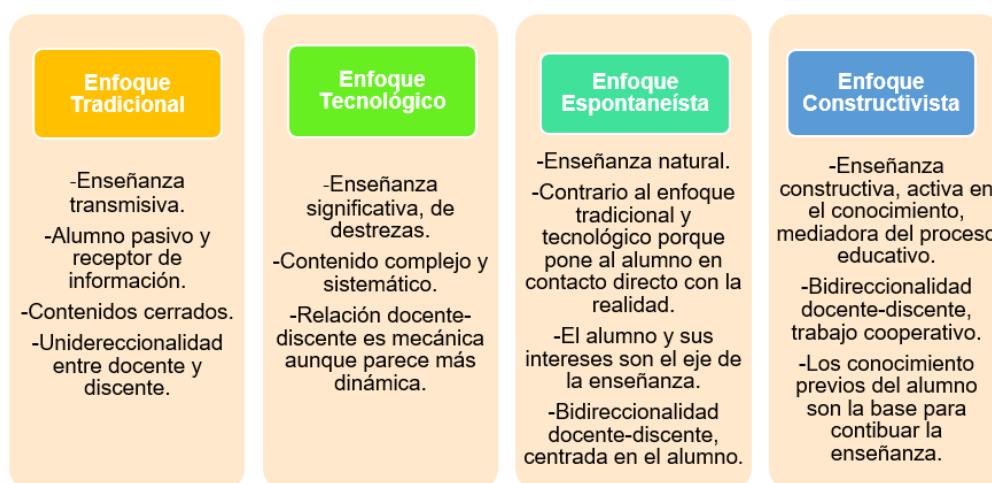 Enfoque
Tradicional
-Enseñanza
transmisiva.
-Alumno pasivo y
receptor de
información.
-Contenidos cerrados.
-Unidereccionalidad
entre docente y
discente.
Enfoque
Tecnológico
-Enseñanza
significativa, de
destrezas.
-Contenido complejo y
sistemático.
-Relación docente-
discente es mecánica
aunque parece más
dinámica.
Enfoque
Espontaneísta
-Enseñanza natural.
-Contrario al enfoque
tradicional y
tecnológico porque
pone al alumno en
contacto directo con la
realidad.
-El alumno y sus
intereses son el eje de
la enseñanza.
-Bidireccionalidad
docente-discente,
centrada en el alumno.
Enfoque
Constructivista
-Enseñanza
constructiva, activa en
el conocimiento,
mediadora del proceso
educativo.
-Bidireccionalidad
docente-discente,
trabajo cooperativo.
-Los conocimiento
previos del alumno
son la base para
contibuar la
enseñanza.